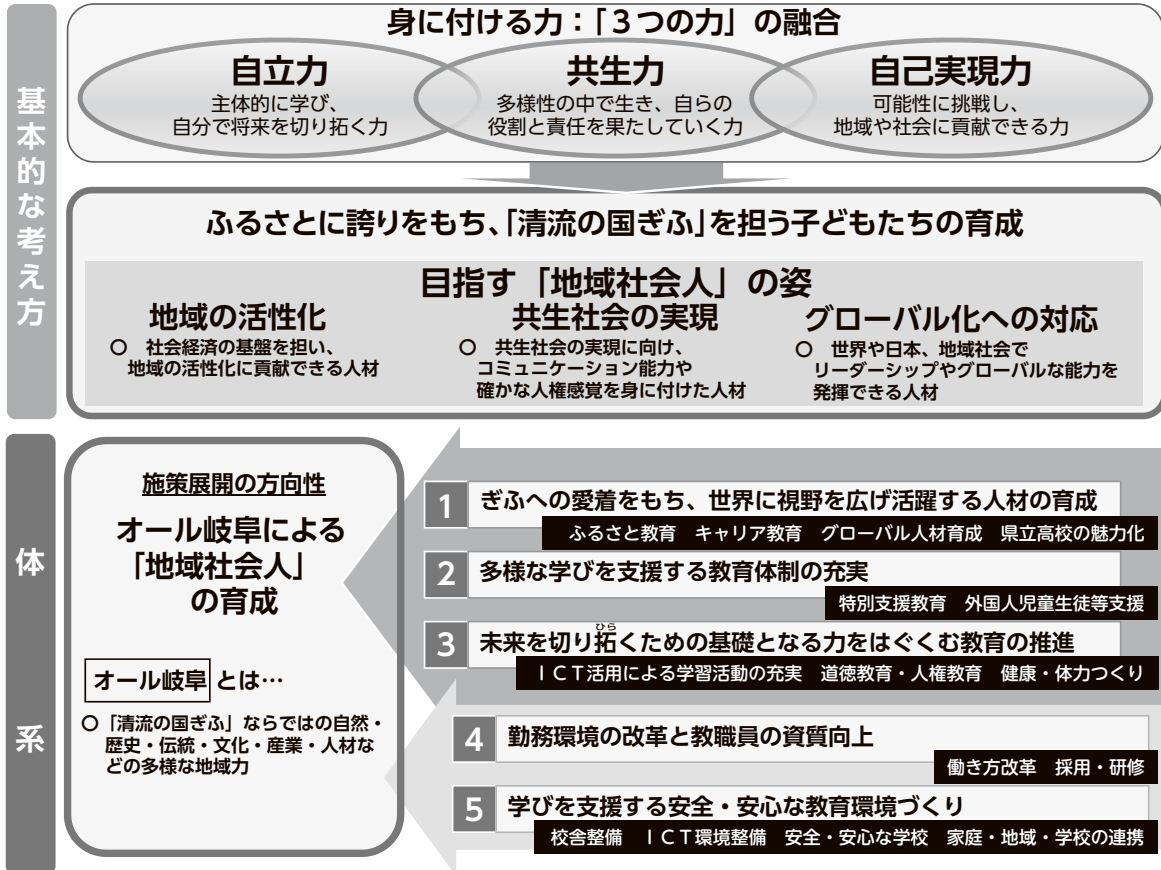 基本的な考え方
身に付ける力：「３つの力」の融合
自立力
主体的に学び、
自分で将来を切り拓く力
共生力
多様性の中で生き、自らの
役割と責任を果たしていく力
自己実現力
可能性に挑戦し、
地域や社会に貢献できる力
ふるさとに誇りをもち、「清流の国ぎふ」を担う子どもたちの育成
目指す「地域社会人」の姿
地域の活性化
○ 社会経済の基盤を担い、
地域の活性化に貢献できる人材
共生社会の実現
○ 共生社会の実現に向け、
コミュニケーション能力や
確かな人権感覚を身に付けた人材
グローバル化への対応
○ 世界や日本、地域社会で
リーダーシップやグローバルな能力を
発揮できる人材
体系
施策展開の方向性
オール岐阜による
「地域社会人」
の育成
オール岐阜 とは…
○「清流の国ぎふ」ならではの自然・
歴史・伝統・文化・産業・人材な
どの多様な地域力
1 ぎふへの愛着をもち、世界に視野を広げ活躍する人材の育成
ふるさと教育 キャリア教育 グローバル人材育成 県立高校の魅力化
2 多様な学びを支援する教育体制の充実
特別支援教育 外国人児童生徒等支援
ひら
3 未来を切り拓くための基礎となる力をはぐくむ教育の推進
ＩＣＴ活用による学習活動の充実 道徳教育・人権教育 健康・体力つくり
4 勤務環境の改革と教職員の資質向上
働き方改革 採用・研修
5 学びを支援する安全・安心な教育環境づくり
校舎整備 ＩＣＴ環境整備 安全・安心な学校 家庭・地域・学校の連携